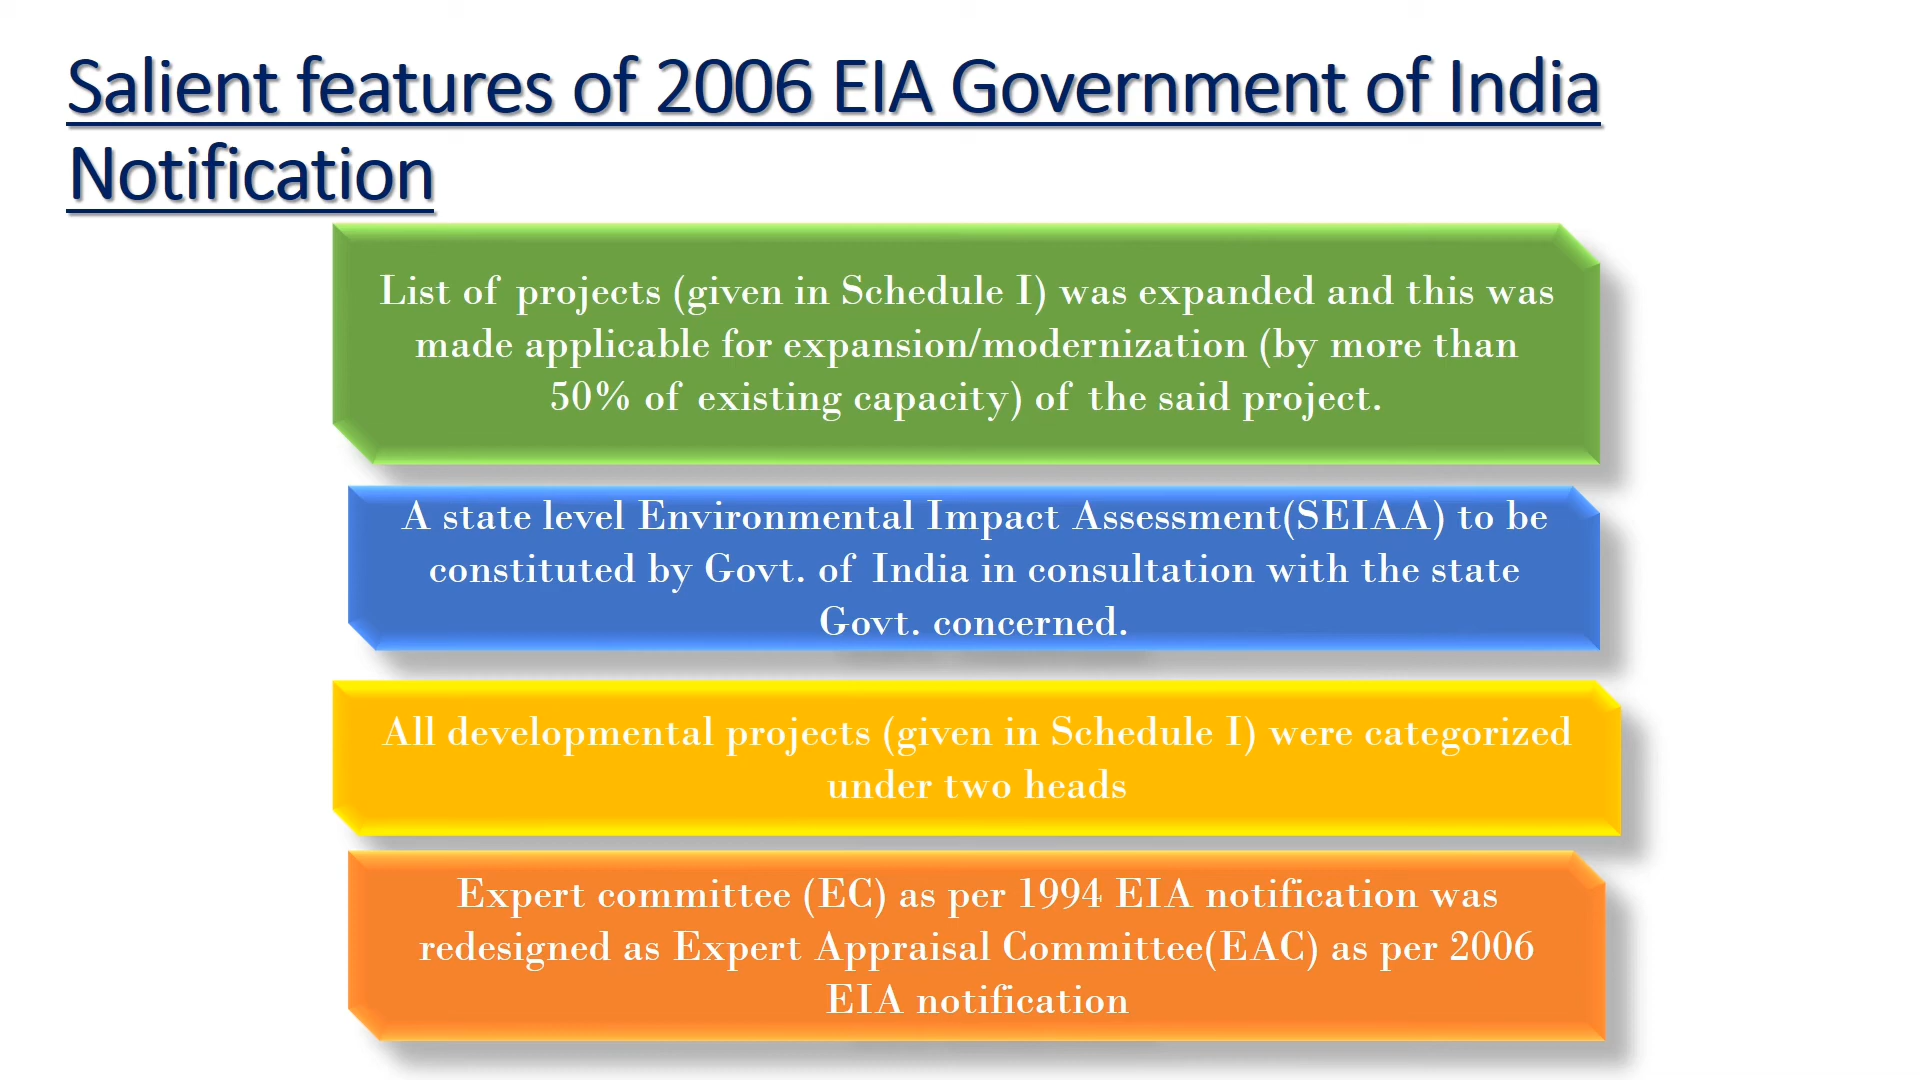 Salient features of 2006 EIA Government of India
Notification
List of projects (given in Schedule I) was expanded and this was
made applicable for expansion/modernization (by more than
50% of existing capacity) of the said project.
A state level Environmental Impact Assessment(SEIAA) to be
constituted by Govt. of India in consultation with the state
Govt. concerned.
All developmental projects (given in Schedule I) were categorized
under two heads
Expert committee (EC) as per 1994 EIA notification was
redesigned as Expert Appraisal Committee(EAC) as per 2006
EIA notification